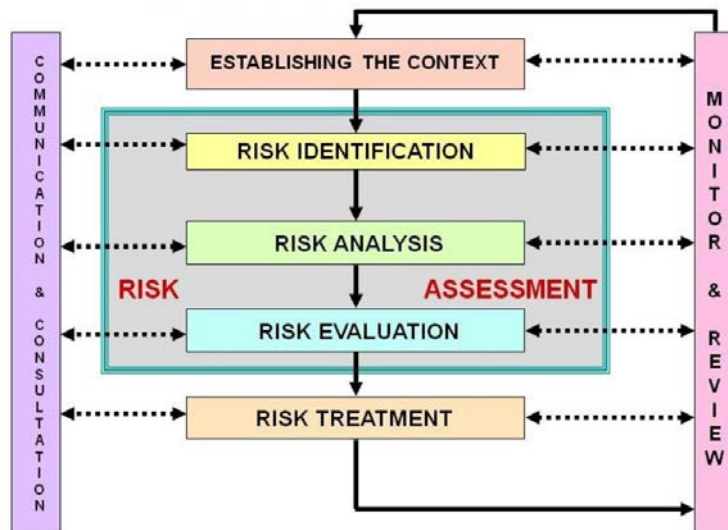 COMMUNICATION & CONSULTATION
ESTABLISHING THE CONTEXT
RISK IDENTIFICATION
RISK ANALYSIS
RISK ASSESSMENT
RISK EVALUATION
RISK TREATMENT
MONITOR & REVIEW